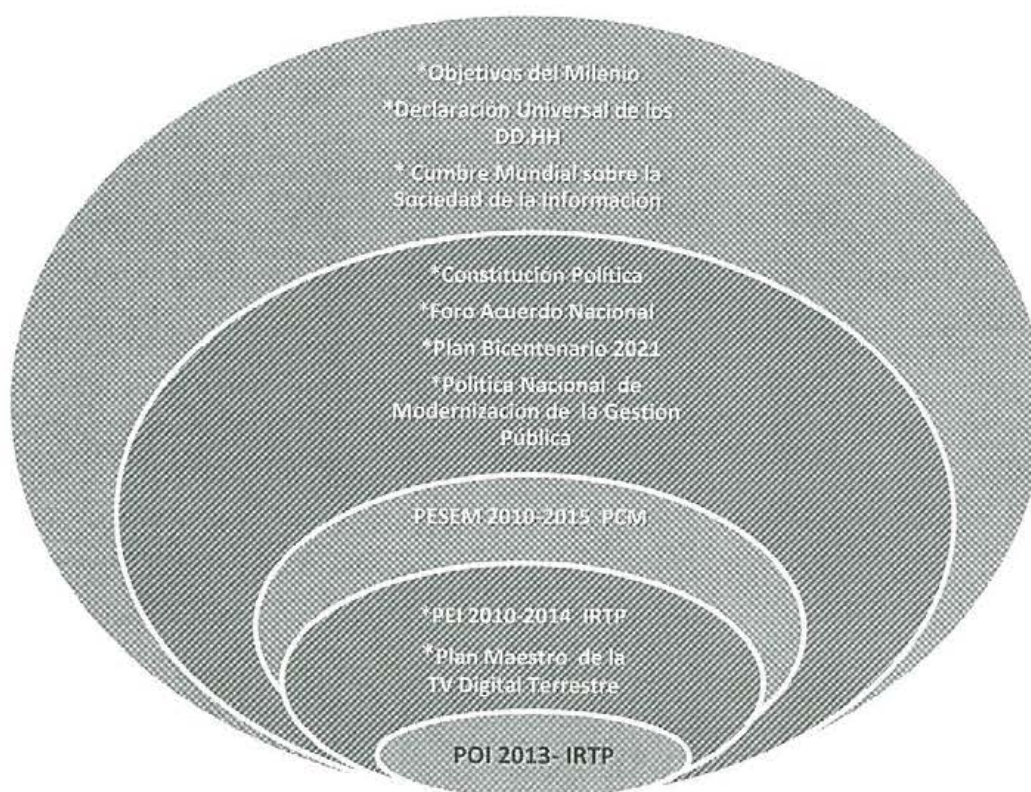 *Objetivos del Milenio
*Declaración Universal de los
DD.HH
* Cumbre Mundial sobre la
Sociedad de la Información
*Constitución Política
*Foro Acuerdo Nacional
*Plan Bicentenario 2021
*Política Nacional de
Modernización de la Gestión
Pública
PESEM 2010-2015 PCM
*PEI 2010-2014 IRTP
*Plan Maestro de la
TV Digital Terrestre
POI 2013- IRTP